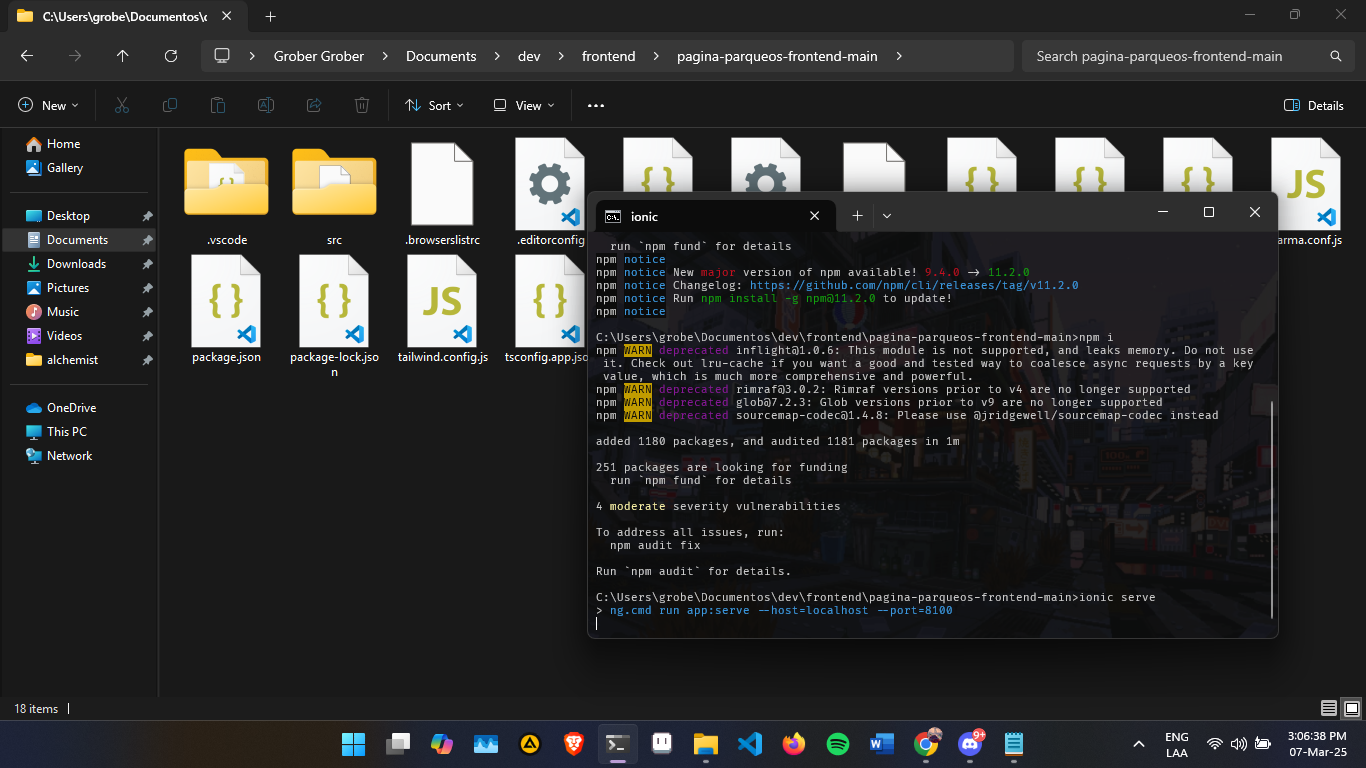 C:\Users\grobe\Documentos\c
Grober Grober
Documents
dev
frontend
pagina-parqueos-frontend-main
Search pagina-parqueos-frontend-main
New
Sort
View
Details
Home
Gallery
Desktop
Documents
Downloads
Pictures
Music
Videos
alchemist
OneDrive
This PC
Network
.vscode
src
.browserslistrc
.editorconfig
arma.conf.js
package.json
package-lock.jso
n
tailwind.config.js
tsconfig.app.jso
JS
JS
ionic
run `npm fund` for details
npm notice
npm notice New major version of npm available! 9.4.0 -> 11.2.0
npm notice Changelog: https://github.com/npm/cli/releases/tag/v11.2.0
npm notice Run npm install -g npm@11.2.0 to update!
npm notice
C:\Users\grobe\Documentos\dev\frontend\pagina-parqueos-frontend-main>npm i
npm WARN deprecated inflight@1.0.6: This module is not supported, and leaks memory. Do not use
it. Check out lru-cache if you want a good and tested way to coalesce async requests by a key
value, which is much more comprehensive and powerful.
npm WARN deprecated rimraf@3.0.2: Rimraf versions prior to v4 are no longer supported
npm WARN deprecated glob@7.2.3: Glob versions prior to v9 are no longer supported
npm WARN deprecated sourcemap-codec@1.4.8: Please use @jridgewell/sourcemap-codec instead
added 1180 packages, and audited 1181 packages in 1m
251 packages are looking for funding
run `npm fund` for details
4 moderate severity vulnerabilities
To address all issues, run:
npm audit fix
Run `npm audit` for details.
C:\Users\grobe\Documentos\dev\frontend\pagina-parqueos-frontend-main>ionic serve
> ng.cmd run app:serve --host=localhost --port=8100
18 items
9+
ENG
LAA
3:06:38 PM
07-Mar-25